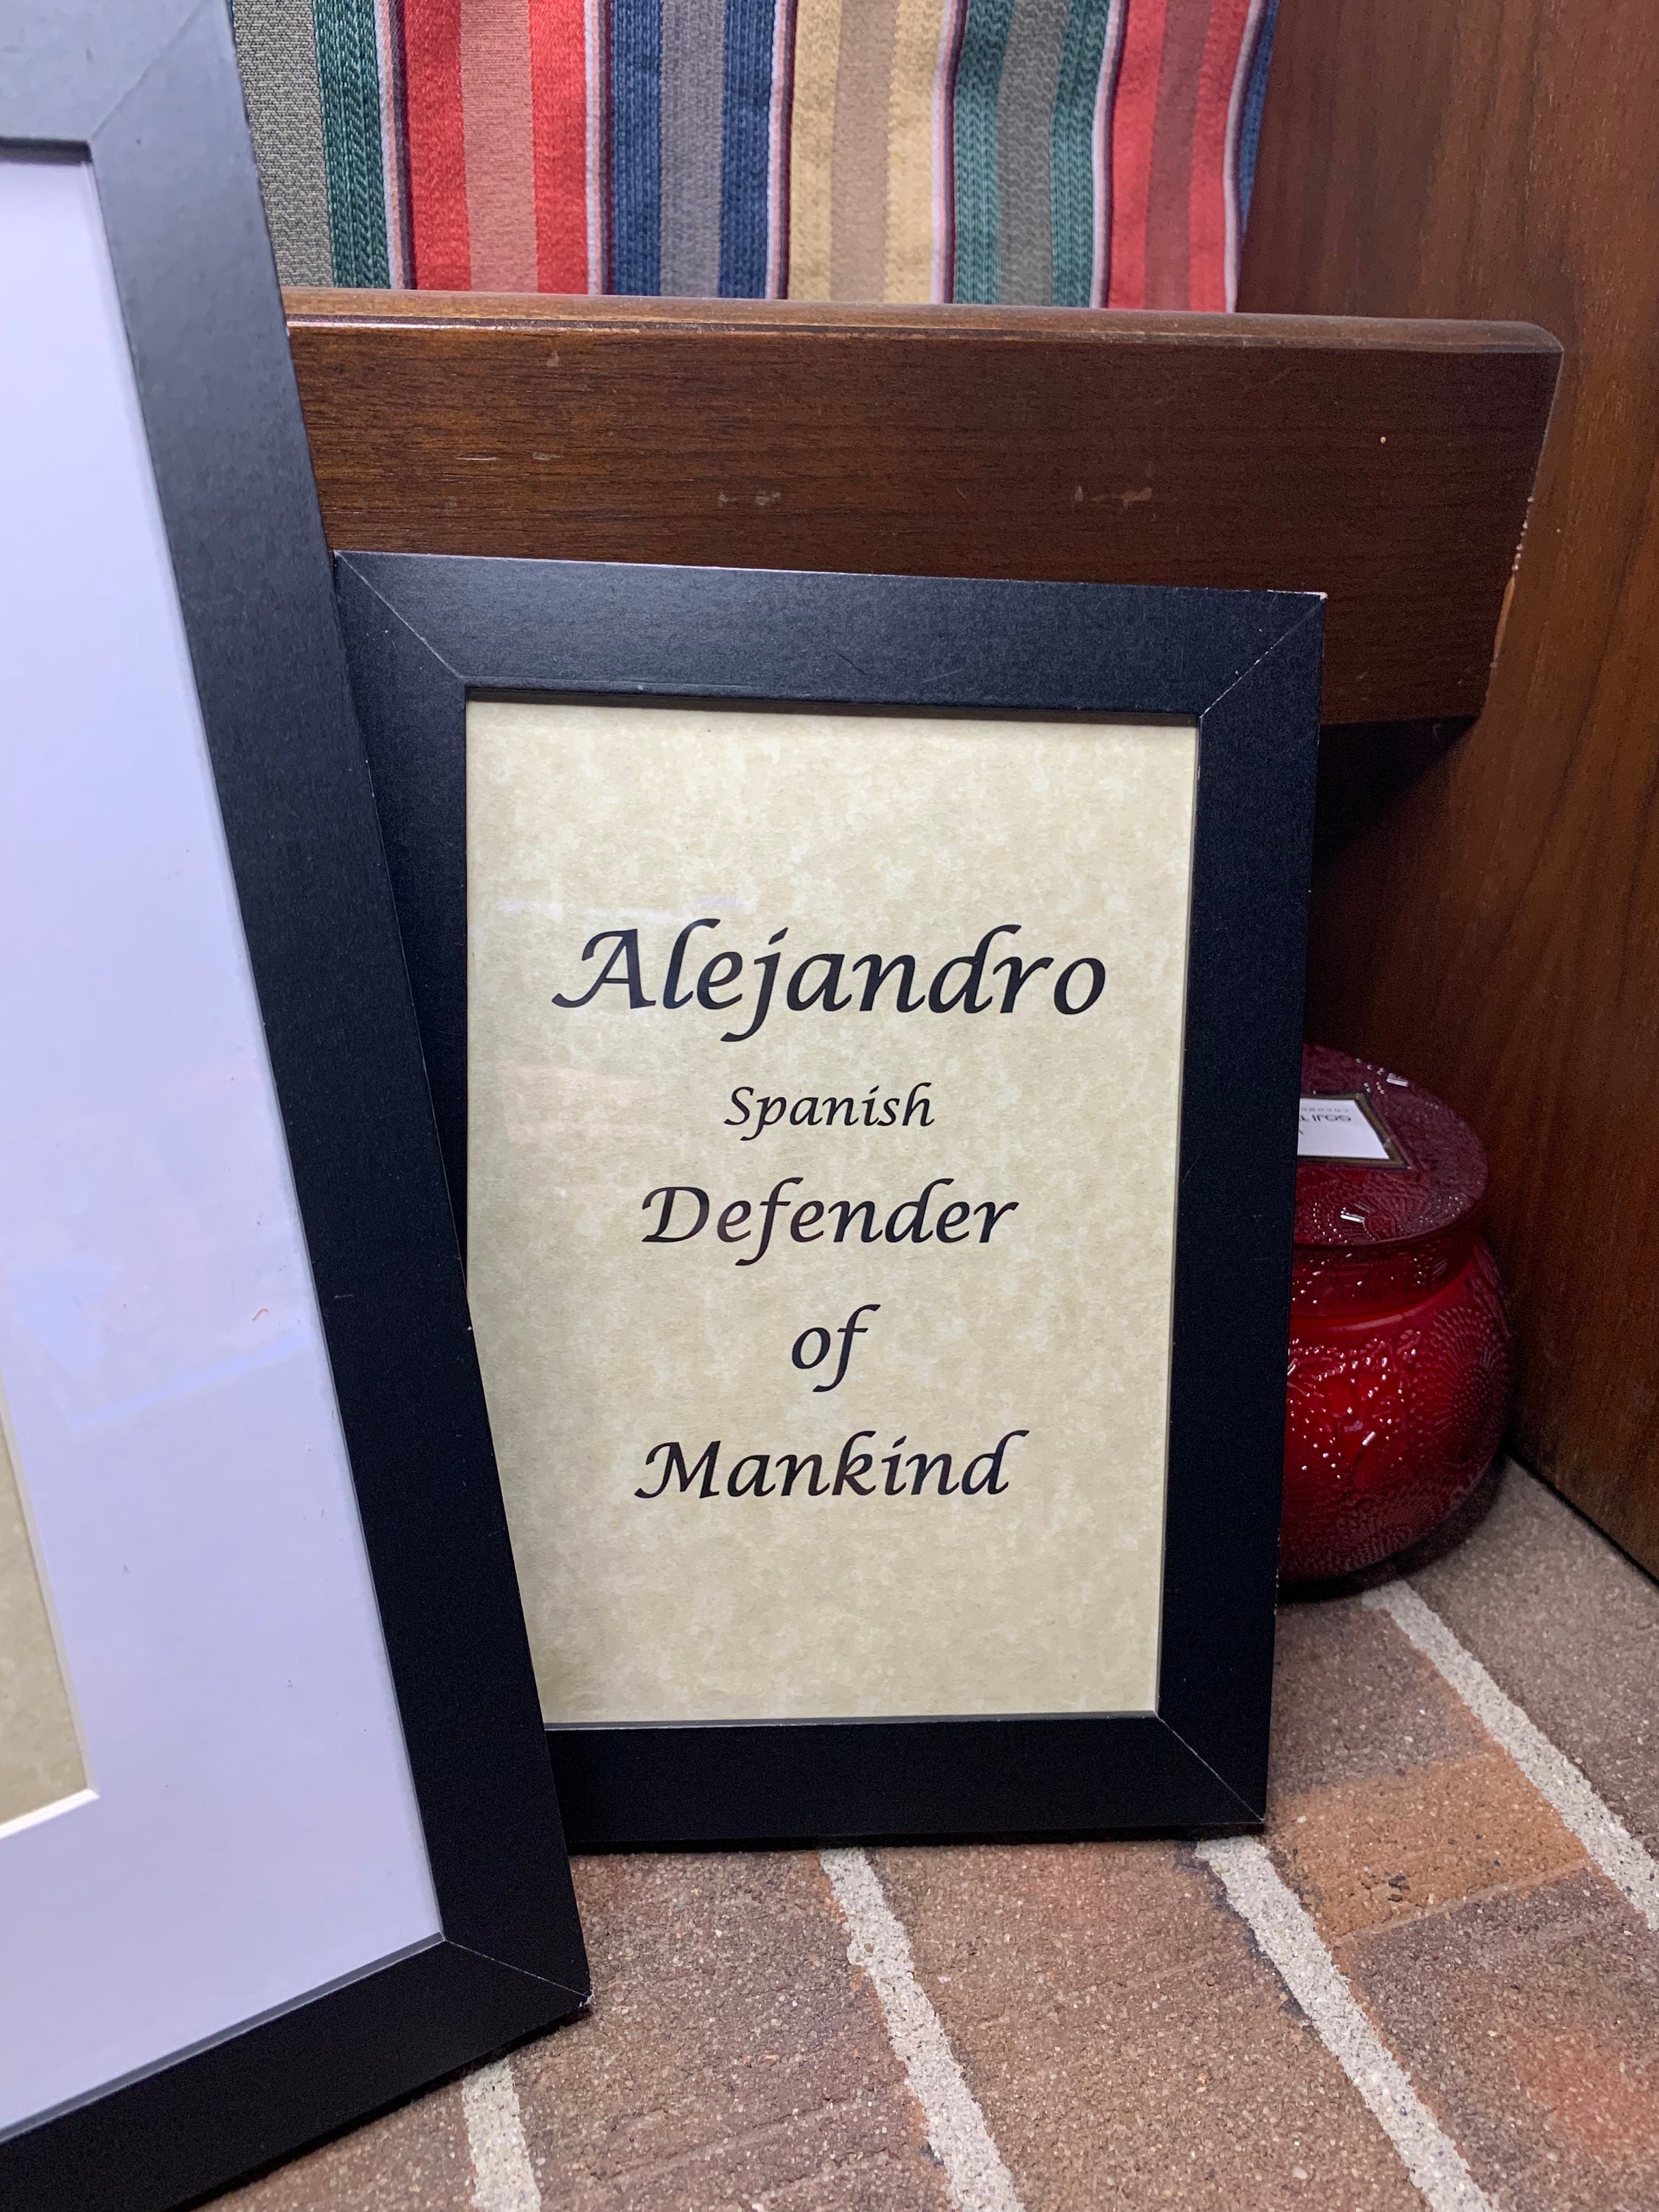 Alejandro
Spanish
Defender
of
Mankind